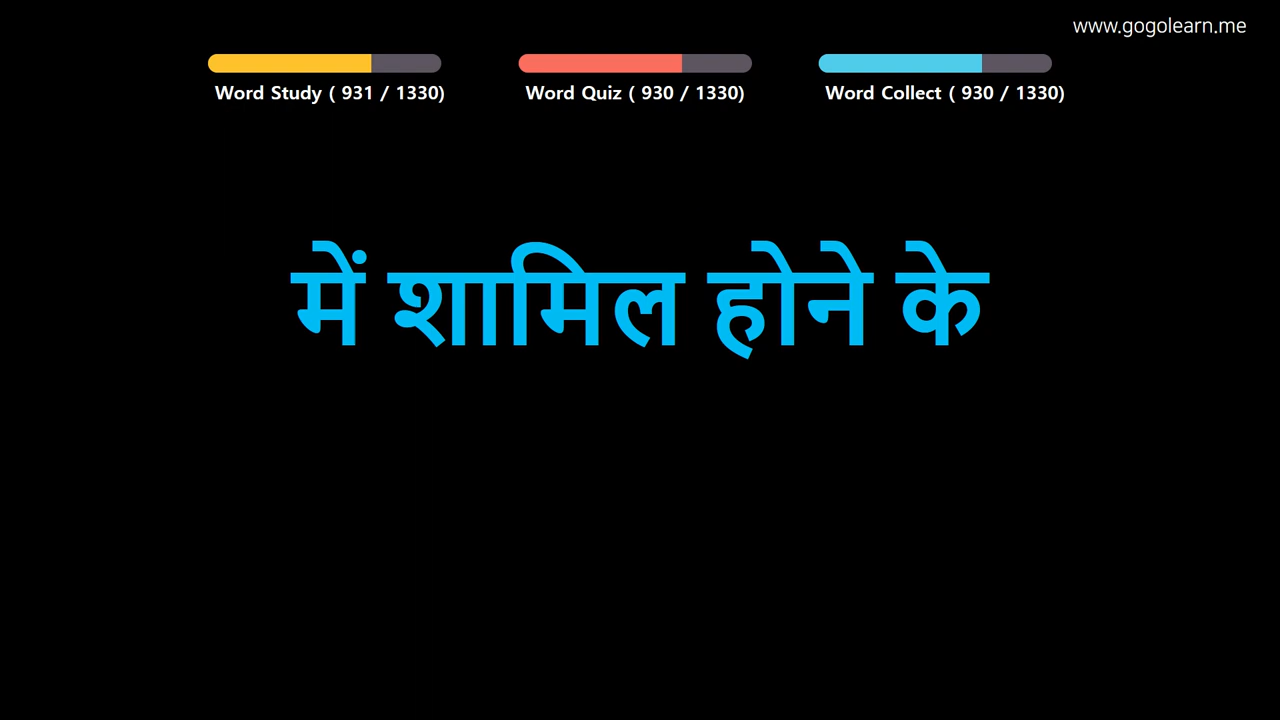 www.gogolearn.me
Word Study ( 931 / 1330)
Word Quiz ( 930 / 1330)
Word Collect ( 930 / 1330)
में शामिल होने के